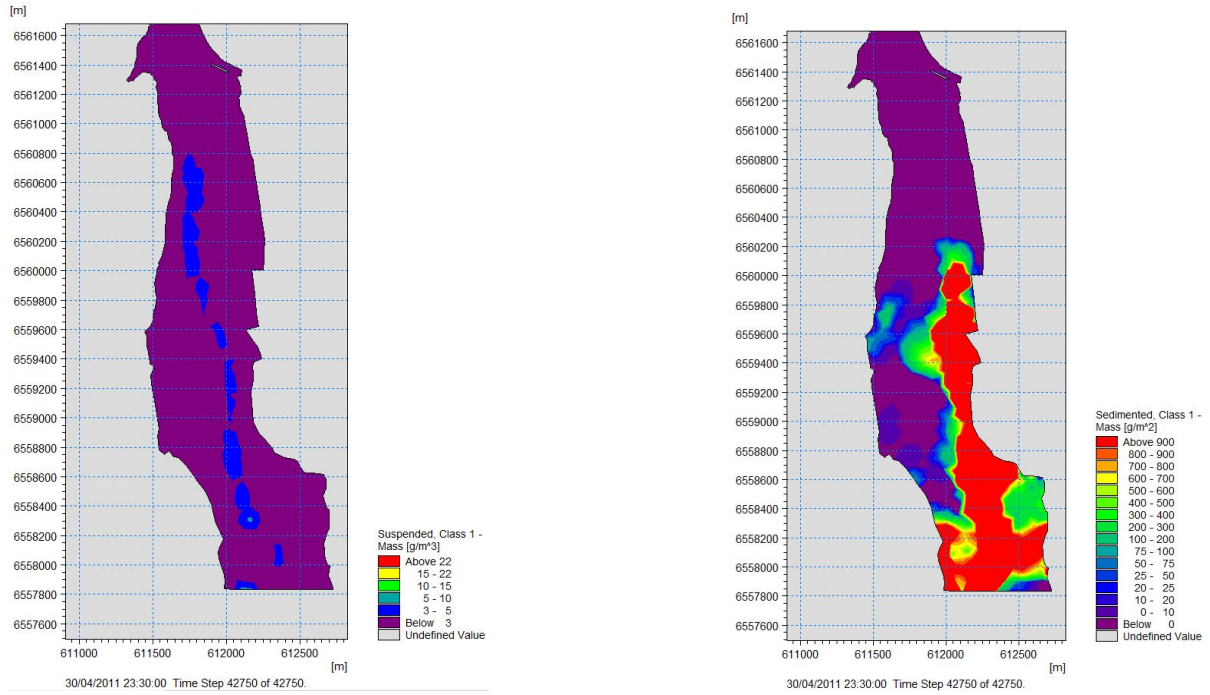 [m]
6561600
6561400
6561200
6561000
6560800
6560600
6560400
6560200
6560000
6559800
6559600
6559400
6559200
6559000
6558800
6558600
6558400
6558200
6558000
6557800
6557600
611000 611500 612000 612500
[m]
30/04/2011 23:30:00 Time Step 42750 of 42750.
Suspended, Class 1 -
Mass [g/m^3]
Above 22
15 - 22
10 - 15
5 - 10
3 - 5
Below 3
Undefined Value
[m]
6561600
6561400
6561200
6561000
6560800
6560600
6560400
6560200
6560000
6559800
6559600
6559400
6559200
6559000
6558800
6558600
6558400
6558200
6558000
6557800
6557600
611000 611500 612000 612500
[m]
30/04/2011 23:30:00 Time Step 42750 of 42750.
Sedimented, Class 1 -
Mass [g/m^2]
Above 900
800 - 900
700 - 800
600 - 700
500 - 600
400 - 500
300 - 400
200 - 300
100 - 200
75 - 100
50 - 75
25 - 50
20 - 25
10 - 20
0 - 10
Below 0
Undefined Value